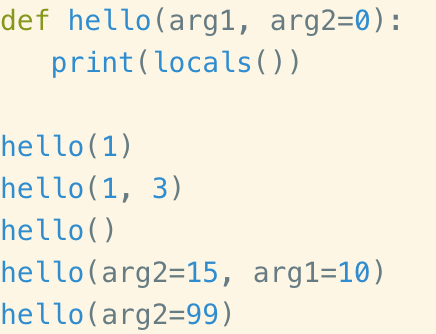 def hello(arg1, arg2=0):
    print(locals())

hello(1)
hello(1, 3)
hello()
hello(arg2=15, arg1=10)
hello(arg2=99)